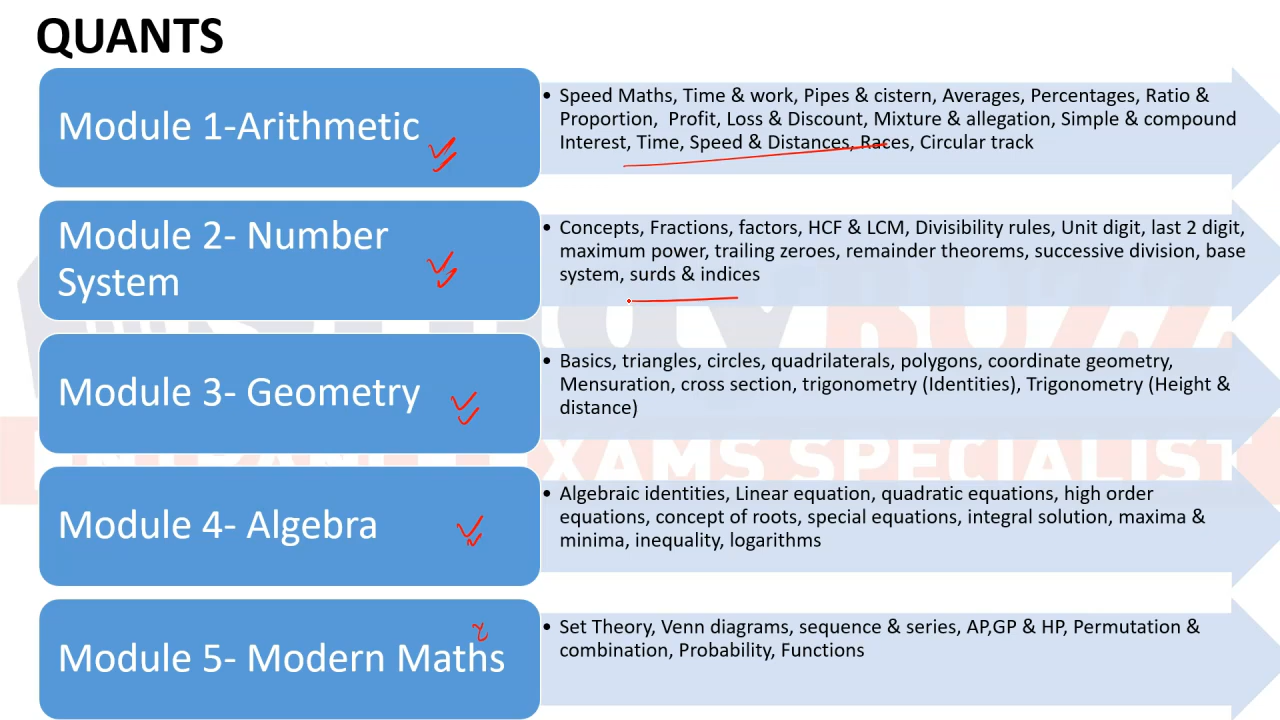 QUANTS
Module 1-Arithmetic
• Speed Maths, Time & work, Pipes & cistern, Averages, Percentages, Ratio &
Proportion,  Profit, Loss & Discount, Mixture & allegation, Simple & compound
Interest, Time, Speed & Distances, Races, Circular track
Module 2- Number
System
• Concepts, Fractions, factors, HCF & LCM, Divisibility rules, Unit digit, last 2 digit,
maximum power, trailing zeroes, remainder theorems, successive division, base
system, surds & indices
Module 3- Geometry
• Basics, triangles, circles, quadrilaterals, polygons, coordinate geometry,
Mensuration, cross section, trigonometry (Identities), Trigonometry (Height &
distance)
EXAMS SPECIALIST
Module 4- Algebra
• Algebraic identities, Linear equation, quadratic equations, high order
equations, concept of roots, special equations, integral solution, maxima &
minima, inequality, logarithms
Module 5- Modern Maths
• Set Theory, Venn diagrams, sequence & series, AP,GP & HP, Permutation &
combination, Probability, Functions